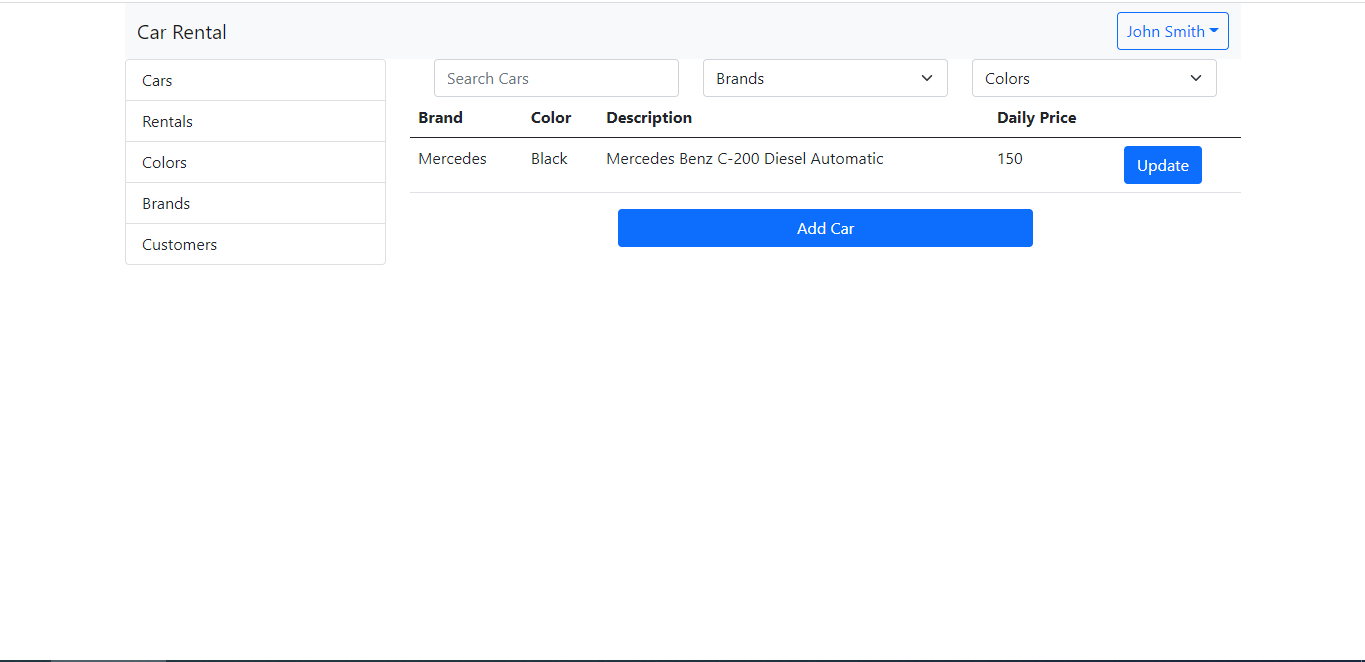 Car Rental
John Smith
Cars
Rentals
Colors
Brands
Customers
Search Cars
Brands
Colors
Brand Color Description Daily Price
Mercedes Black Mercedes Benz C-200 Diesel Automatic 150 Update
Add Car